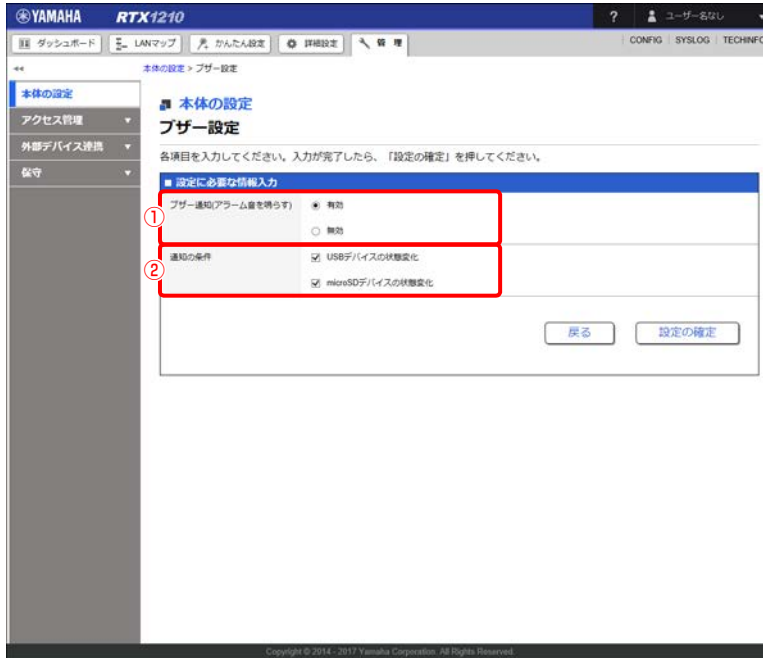 YAMAHA RTX1210 ? ユーザー名なし
ダッシュボード LANマップ かんたん設定 詳細設定 管理 CONFIG SYSLOG TECHINFO
本体の設定 > ブザー設定
本体の設定
アクセス管理
外部デバイス連携
保守
本体の設定
ブザー設定
各項目を入力してください。入力が完了したら、「設定の確定」を押してください。
■ 設定に必要な情報入力
① ブザー通知(アラーム音を鳴らす) 有効
無効
② 通知の条件 USBデバイスの状態変化
microSDデバイスの状態変化
戻る 設定の確定
Copyright © 2014 - 2017 Yamaha Corporation. All Rights Reserved.